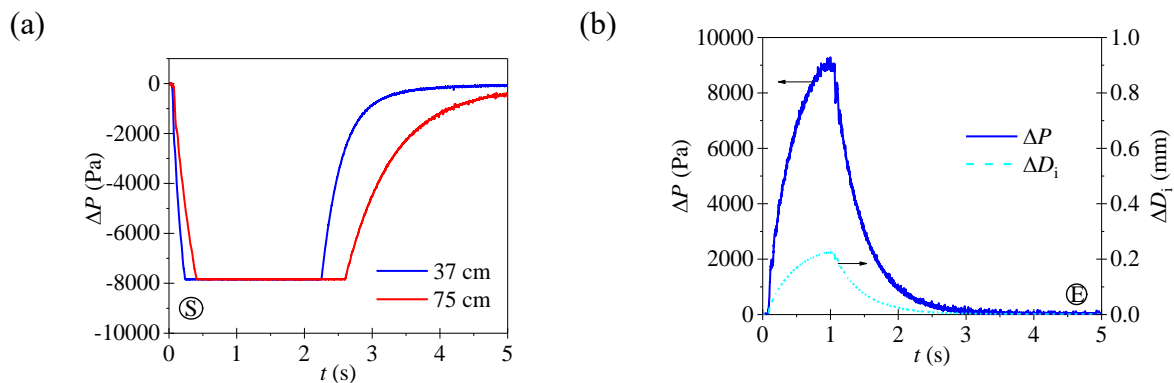 (a)
0
-2000
-4000
-6000
-8000
-10000
ΔP (Pa)
0 1 2 3 4 5
t (s)
37 cm
75 cm
Ⓢ
(b)
10000
8000
6000
4000
2000
0
ΔP (Pa)
0 1 2 3 4 5
t (s)
1.0
0.8
0.6
0.4
0.2
0.0
ΔDi (mm)
ΔP
ΔDi
Ⓔ